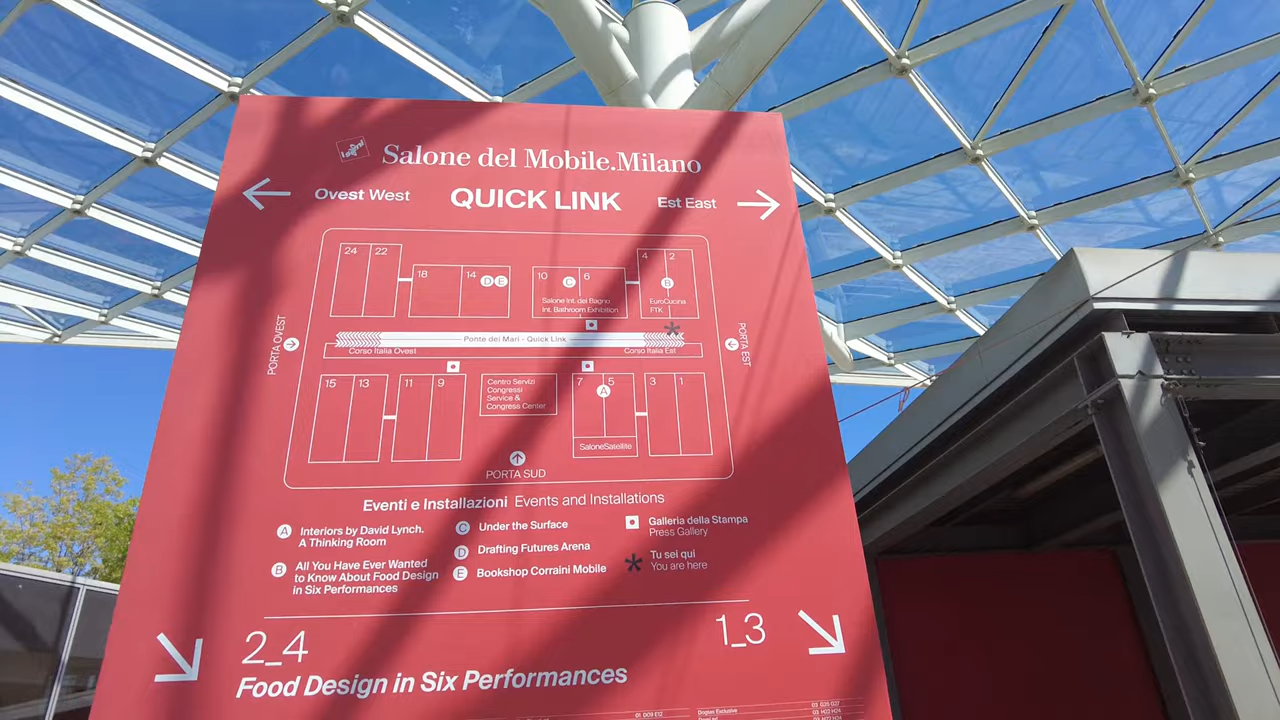 Salone del Mobile.Milano
Ovest West
QUICK LINK
Est East
24 22
18 14 D E
10 C 6
4 2
B
Salone Int. del Bagno
Int. Bathroom Exhibition
EuroCucina
FTK
PORTA OVEST
Ponte dei Mari - Quick Link
PORTA EST
Corso Italia Ovest
Corso Italia Est
15 13
11 9
Centro Servizi
Congressi
Service &
Congress Center
7 5
A
3 1
SaloneSatellite
PORTA SUD
Eventi e Installazioni Events and Installations
A Interiors by David Lynch.
A Thinking Room
B All You Have Ever Wanted
to Know About Food Design
in Six Performances
C Under the Surface
D Drafting Futures Arena
E Bookshop Corraini Mobile
Galleria della Stampa
Press Gallery
* Tu sei qui
You are here
2_4
1_3
Food Design in Six Performances